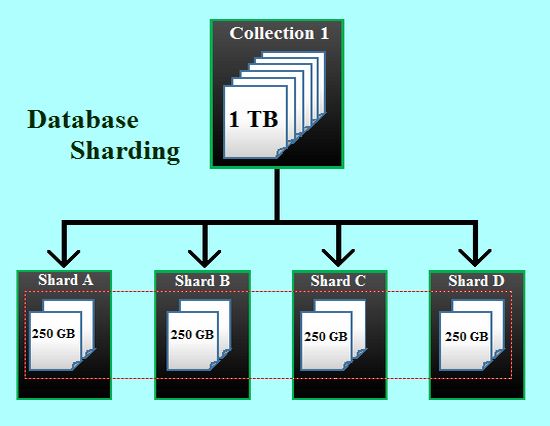 Collection 1
1 TB
Database
Sharding
Shard A
Shard B
Shard C
Shard D
250 GB
250 GB
250 GB
250 GB